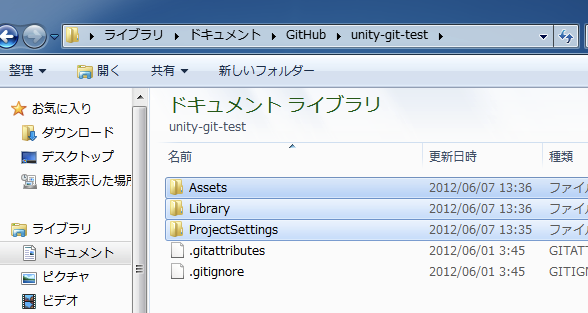 ライブラリ ▸ ドキュメント ▸ GitHub ▸ unity-git-test ▸
整理 ▼ 開く 共有 ▼ 新しいフォルダー
お気に入り
ダウンロード
デスクトップ
最近表示した場所
ライブラリ
ドキュメント
ピクチャ
ビデオ
ドキュメント ライブラリ
unity-git-test
名前 更新日時 種類
Assets 2012/06/07 13:36 ファイ
Library 2012/06/07 13:36 ファイ
ProjectSettings 2012/06/07 13:35 ファイ
.gitattributes 2012/06/01 3:45 GITAT
.gitignore 2012/06/01 3:45 GITIGN